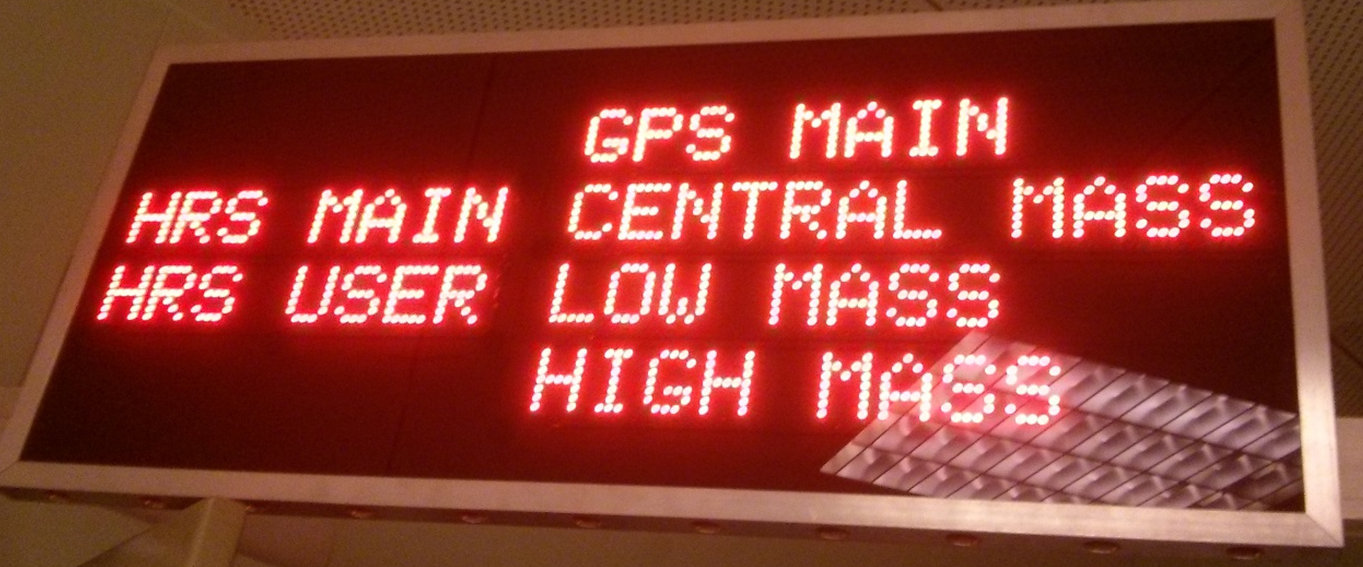 GPS MAIN
HRS MAIN CENTRAL MASS
HRS USER LOW MASS
HIGH MASS